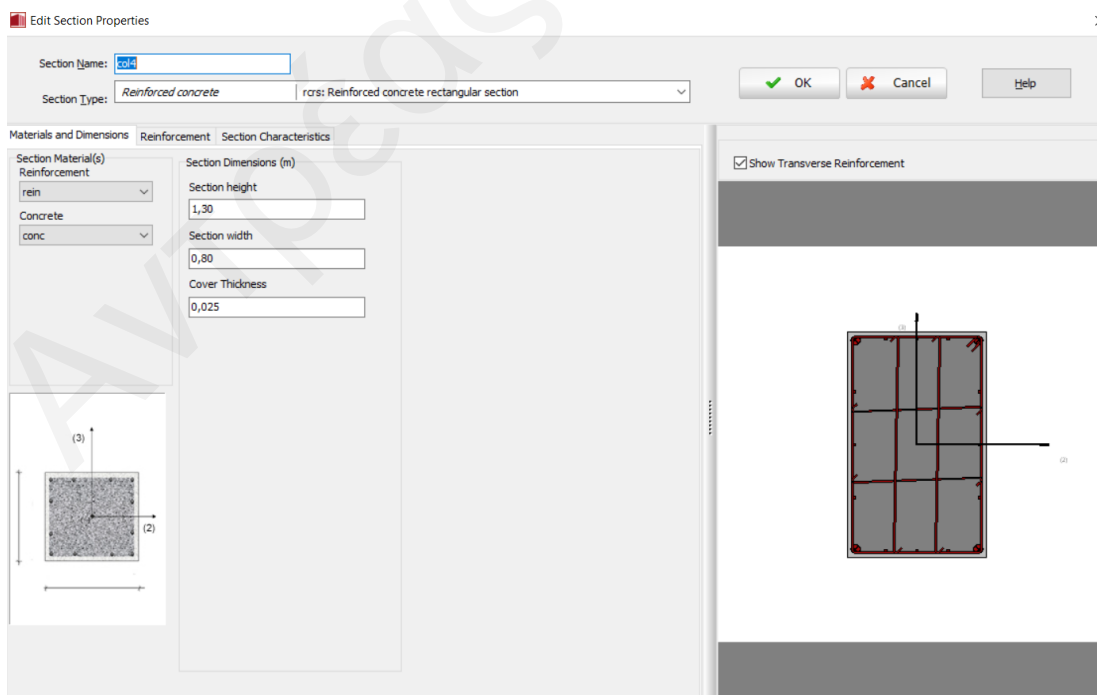 Edit Section Properties
Section Name: col4
Section Type: Reinforced concrete rcrs: Reinforced concrete rectangular section
OK
Cancel
Help
Materials and Dimensions Reinforcement Section Characteristics
Section Material(s)
Reinforcement
rein
Concrete
conc
Section Dimensions (m)
Section height
1,30
Section width
0,80
Cover Thickness
0,025
Show Transverse Reinforcement
(3)
(2)
(3)
(2)
Αντρέας